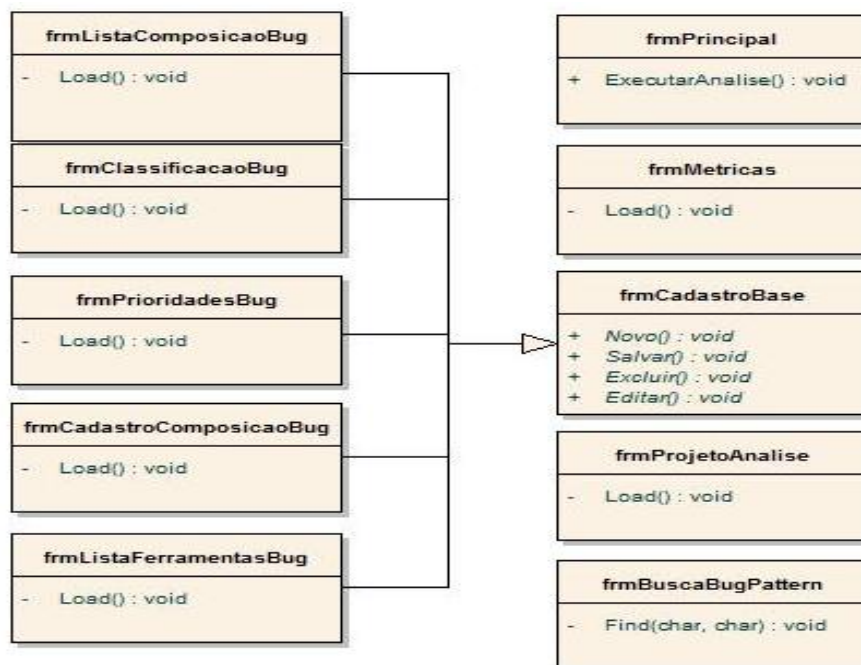 frmListaComposicaoBug
- Load() : void
frmClassificacaoBug
- Load() : void
frmPrioridadesBug
- Load() : void
frmCadastroComposicaoBug
- Load() : void
frmListaFerramentasBug
- Load() : void
frmPrincipal
+ ExecutarAnalise() : void
frmMetricas
- Load() : void
frmCadastroBase
+ Novo() : void
+ Salvar() : void
+ Excluir() : void
+ Editar() : void
frmProjetoAnalise
- Load() : void
frmBuscaBugPattern
- Find(char, char) : void